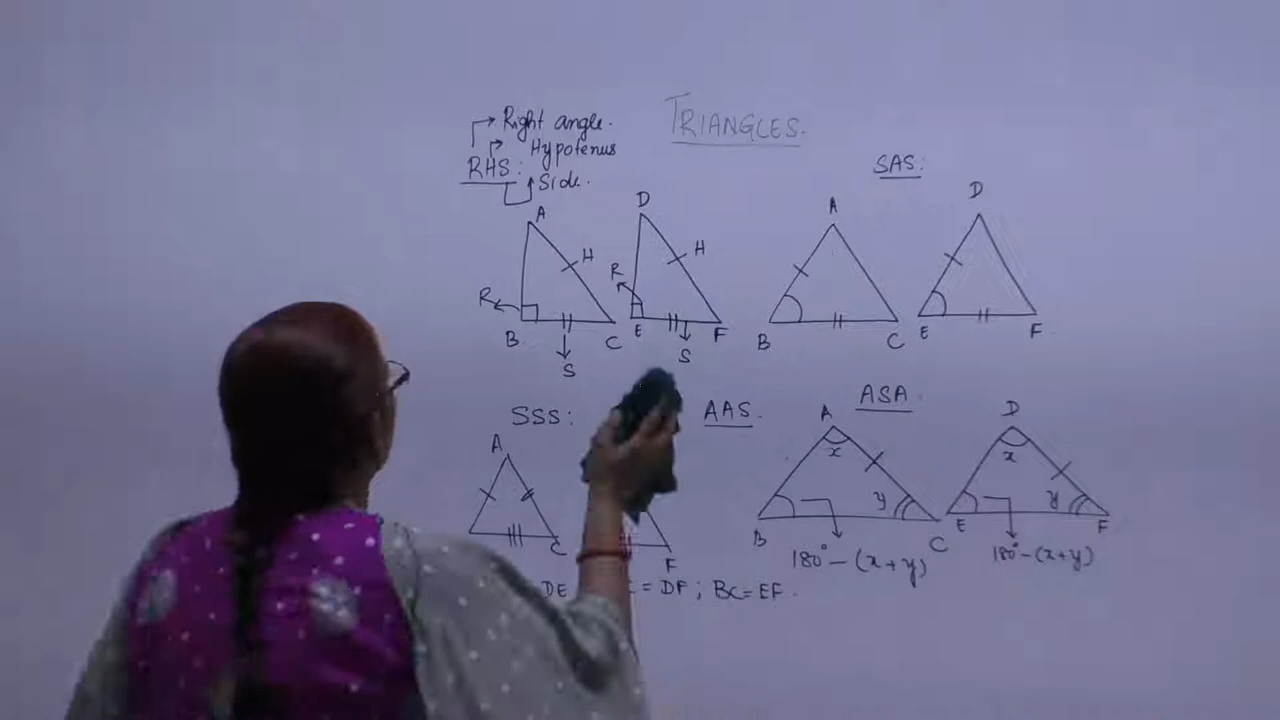 TRIANGLES.
Right angle.
Hypotenus
RHS:
Side.
SAS:
A
D
H
H
R
R
B
C
E
F
S
S
A
D
B
C
E
F
SSS:
AAS.
ASA
A
C
F
DE = DF ; BC=EF.
A
D
x
x
y
y
B
C
E
F
180° - (x+y)
180° - (x+y)